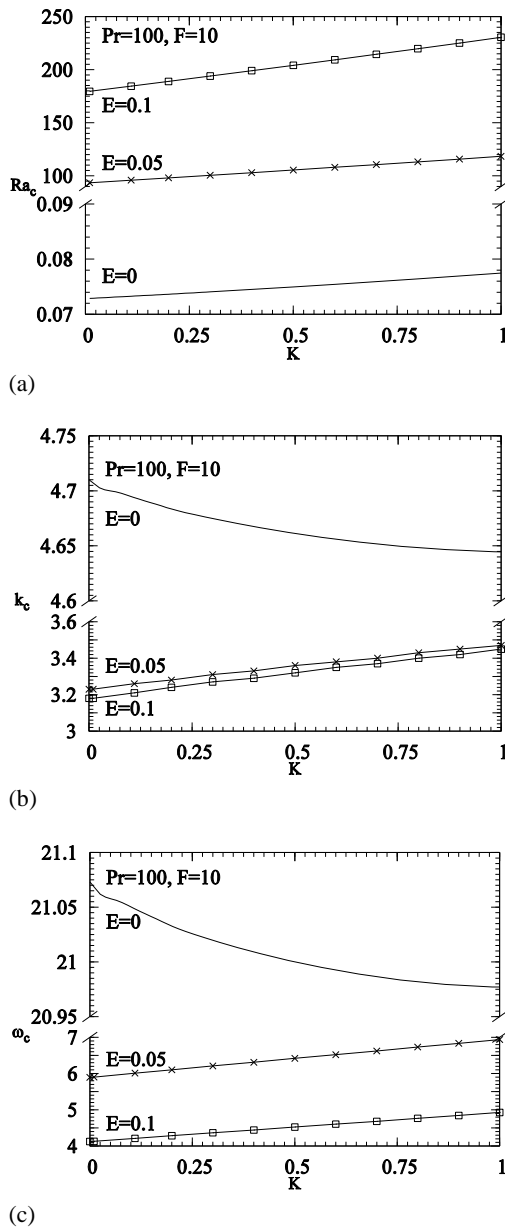 Pr=100, F=10
250
200
E=0.1
150
E=0.05
100
Ra_c
0.09
0.08
E=0
0.07
0 0.25 0.5 0.75 1
K
(a)
4.75
Pr=100, F=10
4.7
E=0
4.65
4.6
k_c
3.6
3.4
E=0.05
3.2
E=0.1
3
0 0.25 0.5 0.75 1
K
(b)
21.1
Pr=100, F=10
21.05
E=0
21
20.95
ω_c
7
E=0.05
6
5
E=0.1
4
0 0.25 0.5 0.75 1
K
(c)